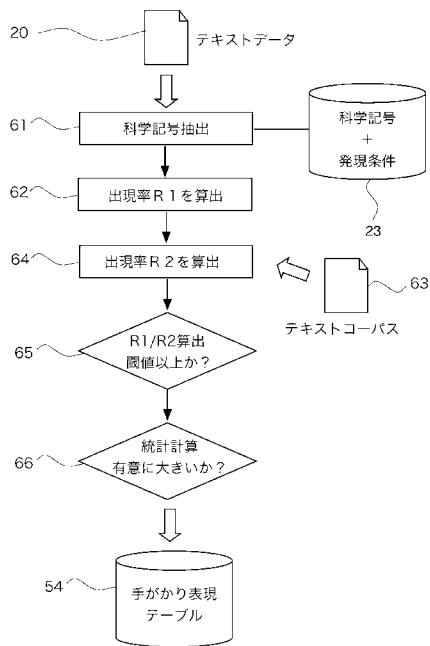 20
テキストデータ
61
科学記号抽出
科学記号
+
発現条件
23
62
出現率R1を算出
64
出現率R2を算出
63
テキストコーパス
65
R1/R2算出
閾値以上か？
66
統計計算
有意に大きいか？
54
手がかり表現
テーブル